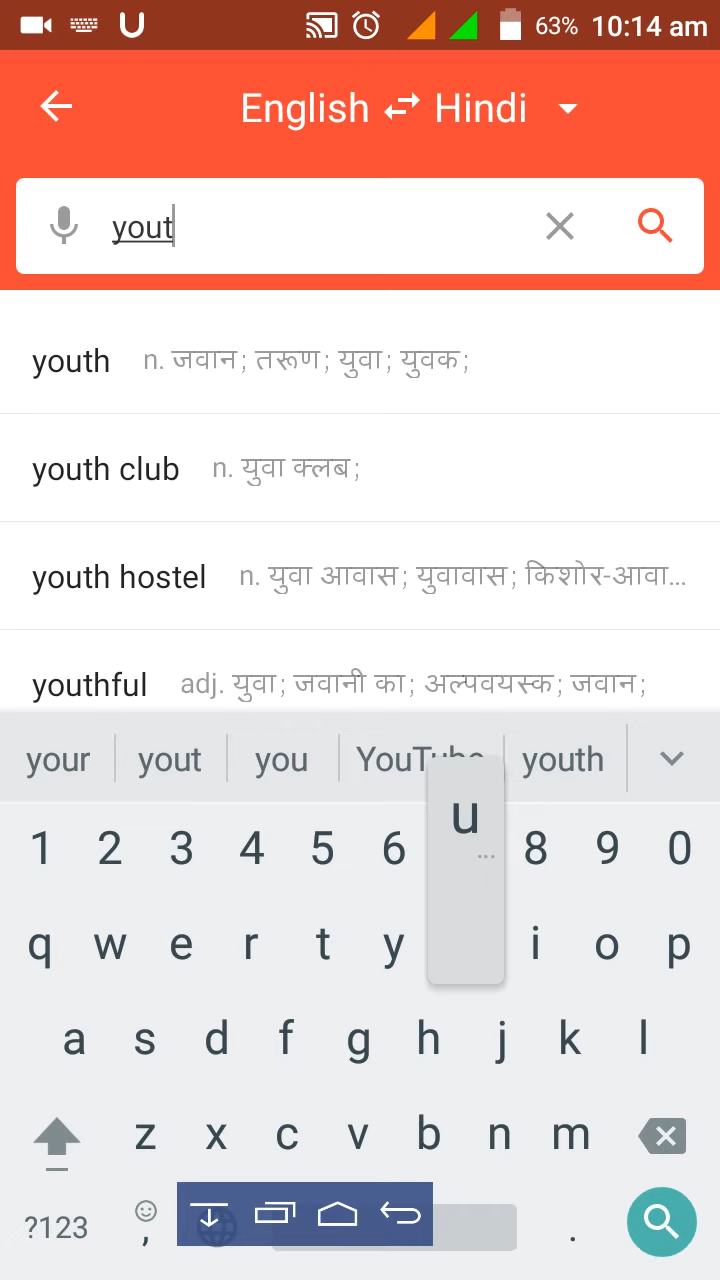 63% 10:14 am
English Hindi
yout
youth n. जवान; तरूण; युवा; युवक;
youth club n. युवा क्लब;
youth hostel n. युवा आवास; युवावास; किशोर-आवा...
youthful adj. युवा; जवानी का; अल्पवयस्क; जवान;
your yout you YouTube youth
u
...
1 2 3 4 5 6 8 9 0
q w e r t y i o p
a s d f g h j k l
z x c v b n m
?123 , .